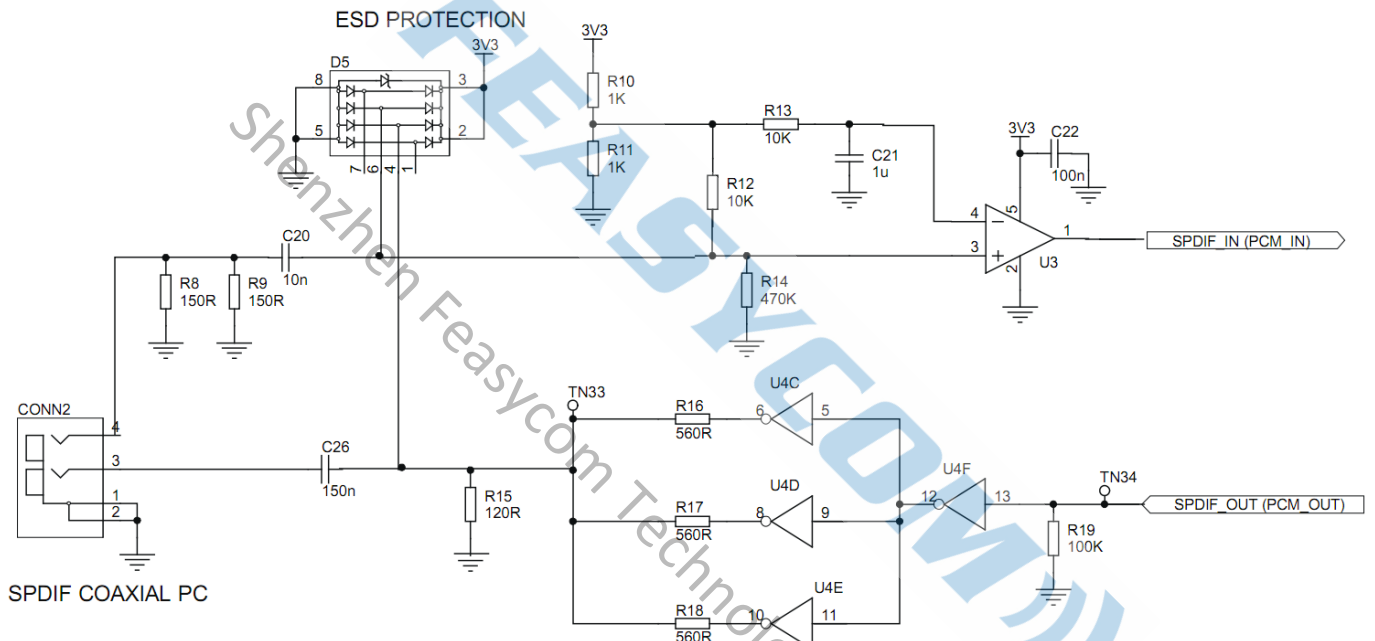 ESD PROTECTION
3V3
3V3
D5
8
3
5
2
7
6
4
1
R10
1K
R11
1K
R13
10K
R12
10K
C21
1u
3V3
C22
100n
4
5
1
3
2
U3
SPDIF_IN (PCM_IN)
C20
10n
R8
150R
R9
150R
R14
470K
CONN2
4
3
1
2
C26
150n
TN33
R15
120R
R16
560R
6
U4C
5
R17
560R
8
U4D
9
R18
560R
10
U4E
11
12
U4F
13
TN34
SPDIF_OUT (PCM_OUT)
R19
100K
SPDIF COAXIAL PC
FEASYCOM
Shenzhen Feasycom Technolo